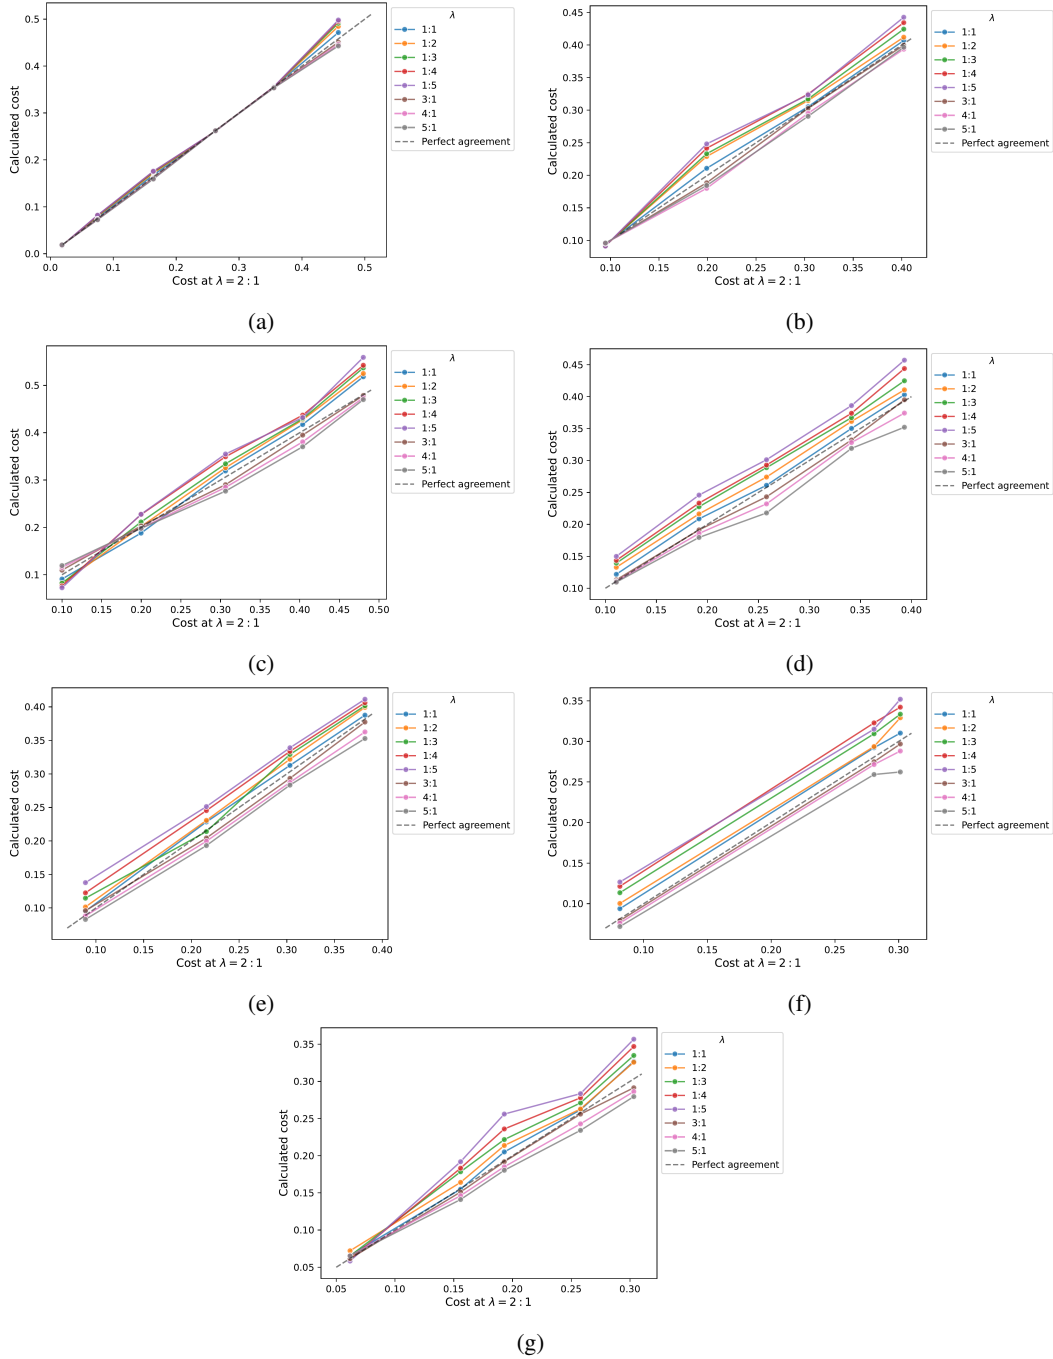 λ
1:1
1:2
1:3
1:4
1:5
3:1
4:1
5:1
Perfect agreement
Calculated cost
0.5
0.4
0.3
0.2
0.1
0.0
0.0 0.1 0.2 0.3 0.4 0.5
Cost at λ = 2 : 1
(a)
λ
1:1
1:2
1:3
1:4
1:5
3:1
4:1
5:1
Perfect agreement
Calculated cost
0.45
0.40
0.35
0.30
0.25
0.20
0.15
0.10
0.10 0.15 0.20 0.25 0.30 0.35 0.40
Cost at λ = 2 : 1
(b)
λ
1:1
1:2
1:3
1:4
1:5
3:1
4:1
5:1
Perfect agreement
Calculated cost
0.5
0.4
0.3
0.2
0.1
0.10 0.15 0.20 0.25 0.30 0.35 0.40 0.45 0.50
Cost at λ = 2 : 1
(c)
λ
1:1
1:2
1:3
1:4
1:5
3:1
4:1
5:1
Perfect agreement
Calculated cost
0.45
0.40
0.35
0.30
0.25
0.20
0.15
0.10
0.10 0.15 0.20 0.25 0.30 0.35 0.40
Cost at λ = 2 : 1
(d)
λ
1:1
1:2
1:3
1:4
1:5
3:1
4:1
5:1
Perfect agreement
Calculated cost
0.40
0.35
0.30
0.25
0.20
0.15
0.10
0.10 0.15 0.20 0.25 0.30 0.35 0.40
Cost at λ = 2 : 1
(e)
λ
1:1
1:2
1:3
1:4
1:5
3:1
4:1
5:1
Perfect agreement
Calculated cost
0.35
0.30
0.25
0.20
0.15
0.10
0.10 0.15 0.20 0.25 0.30
Cost at λ = 2 : 1
(f)
λ
1:1
1:2
1:3
1:4
1:5
3:1
4:1
5:1
Perfect agreement
Calculated cost
0.35
0.30
0.25
0.20
0.15
0.10
0.05
0.05 0.10 0.15 0.20 0.25 0.30
Cost at λ = 2 : 1
(g)